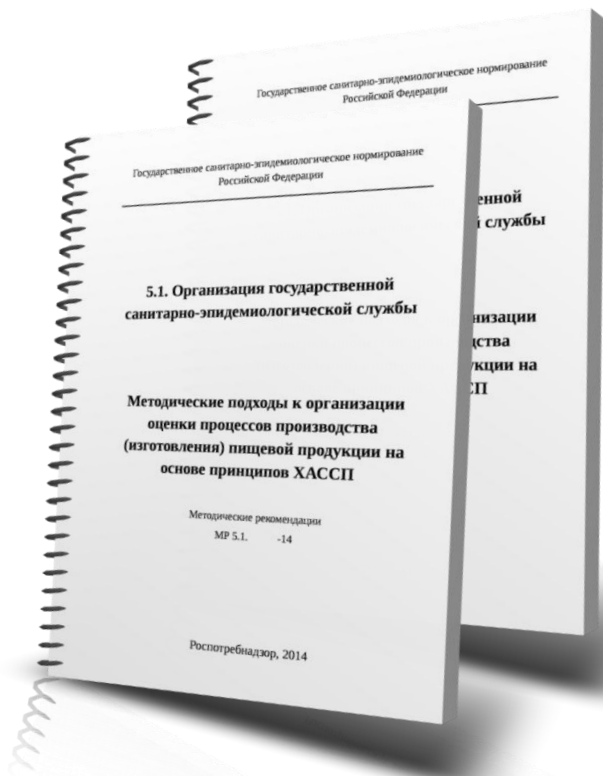 Государственное санитарно-эпидемиологическое нормирование
Российской Федерации
5.1. Организация государственной
санитарно-эпидемиологической службы
Методические подходы к организации
оценки процессов производства
(изготовления) пищевой продукции на
основе принципов ХАССП
Методические рекомендации
МР 5.1. -14
Роспотребнадзор, 2014
Государственное санитарно-эпидемиологическое нормирование
Российской Федерации
енной
службы
низации
дства
кции на
СП